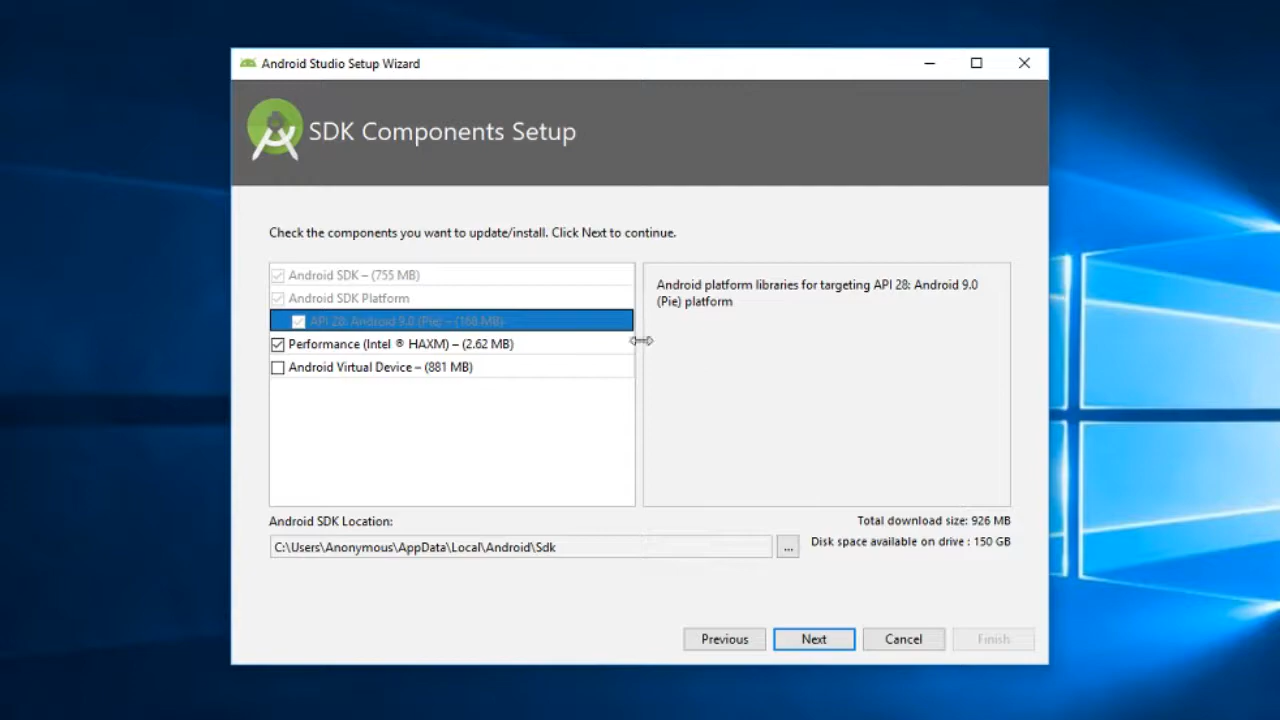 Android Studio Setup Wizard
SDK Components Setup
Check the components you want to update/install. Click Next to continue.
Android SDK – (755 MB)
Android SDK Platform
API 28: Android 9.0 (Pie) – (168 MB)
Performance (Intel ® HAXM) – (2.62 MB)
Android Virtual Device – (881 MB)
Android platform libraries for targeting API 28: Android 9.0
(Pie) platform
Android SDK Location:
Total download size: 926 MB
C:\Users\Anonymous\AppData\Local\Android\Sdk
...
Disk space available on drive : 150 GB
Previous
Next
Cancel
Finish